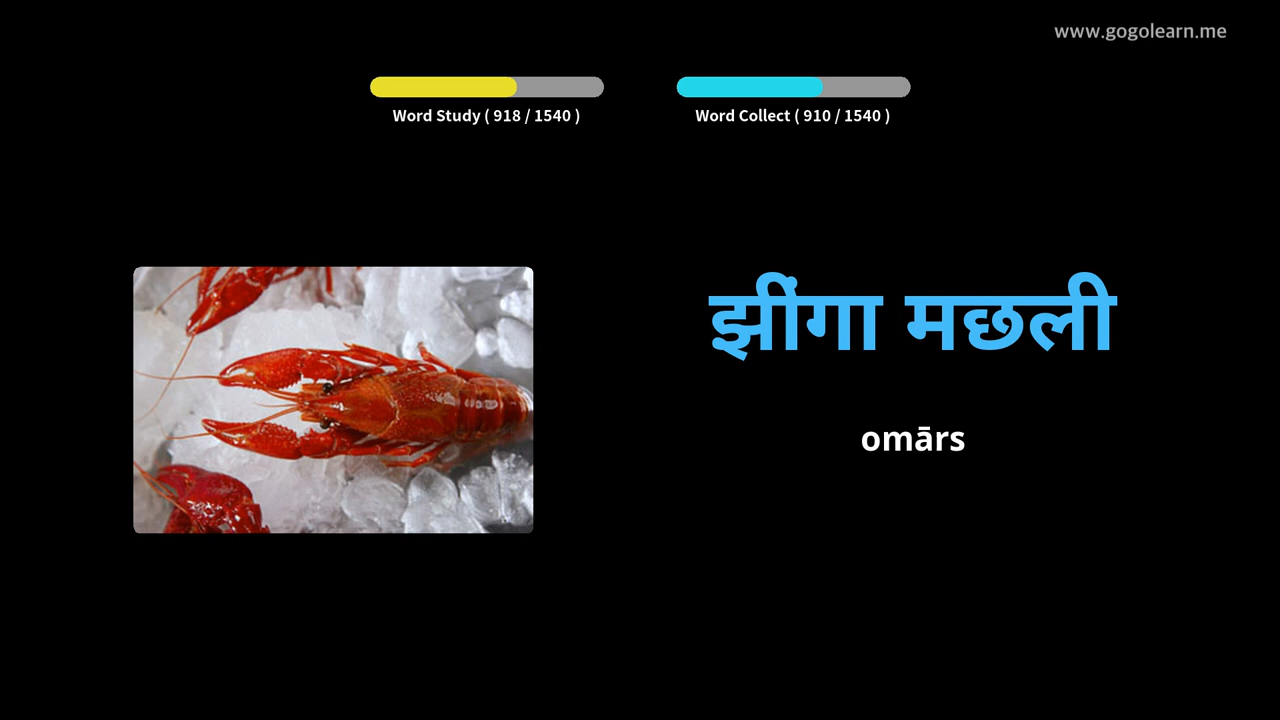 www.gogolearn.me
Word Study ( 918 / 1540 )
Word Collect ( 910 / 1540 )
झींगा मछली
omārs